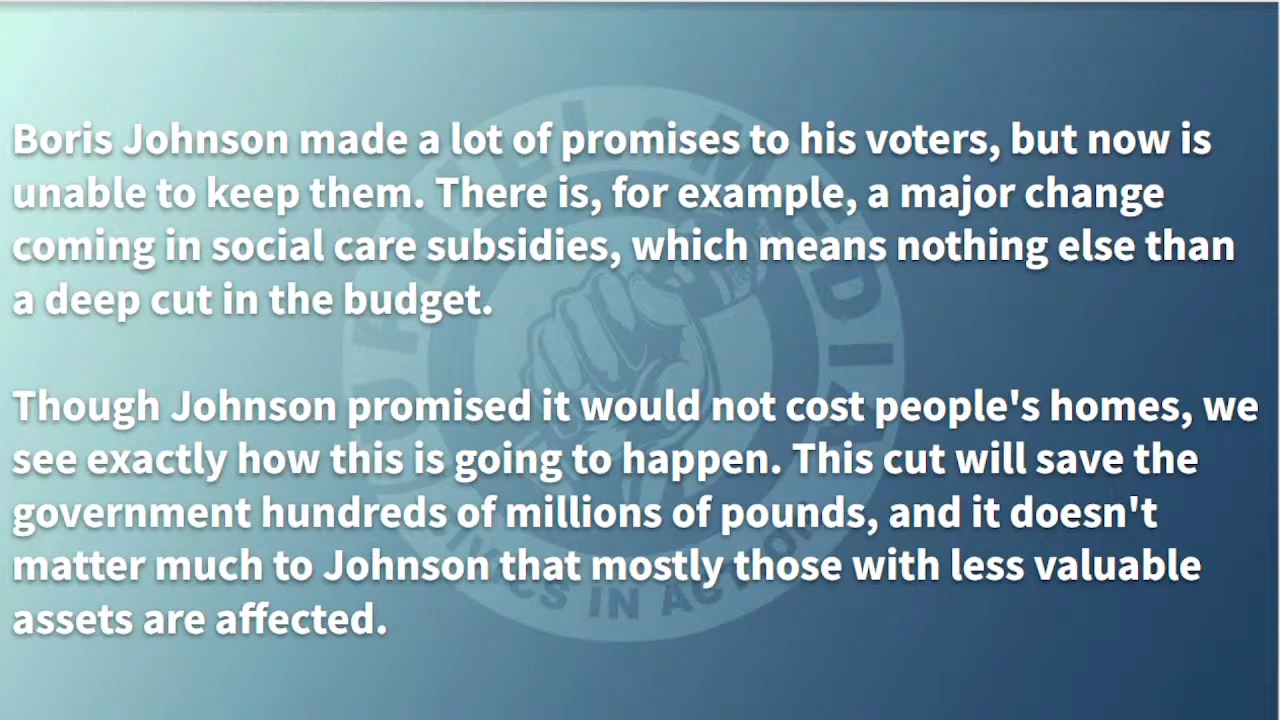 Boris Johnson made a lot of promises to his voters, but now is
unable to keep them. There is, for example, a major change
coming in social care subsidies, which means nothing else than
a deep cut in the budget.
Though Johnson promised it would not cost people's homes, we
see exactly how this is going to happen. This cut will save the
government hundreds of millions of pounds, and it doesn't
matter much to Johnson that mostly those with less valuable
assets are affected.